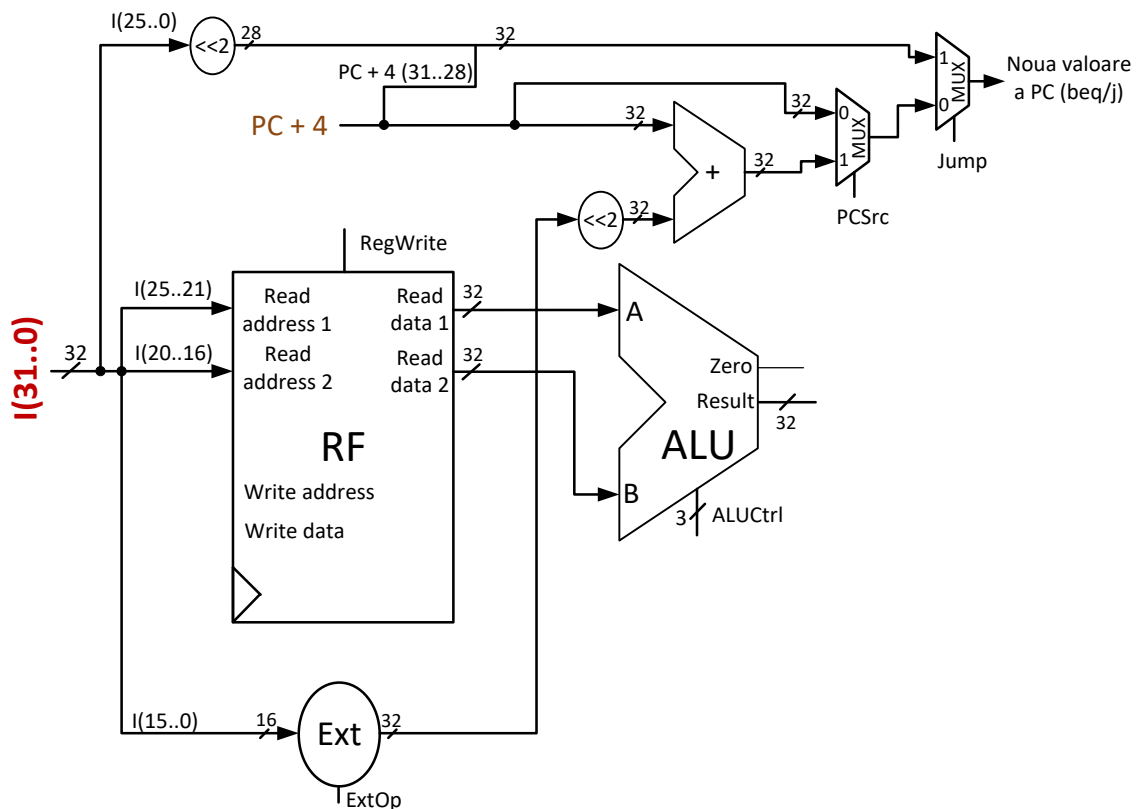 I(25..0)
<<2
28
32
PC + 4 (31..28)
PC + 4
32
32
0
MUX
1
1
MUX
0
Noua valoare
a PC (beq/j)
Jump
PCSrc
+
32
<<2
32
RegWrite
I(31..0)
32
I(25..21)
I(20..16)
Read
address 1
Read
address 2
Read
data 1
Read
data 2
32
32
RF
Write address
Write data
A
B
ALU
Zero
Result
32
3
ALUCtrl
I(15..0)
16
Ext
32
ExtOp